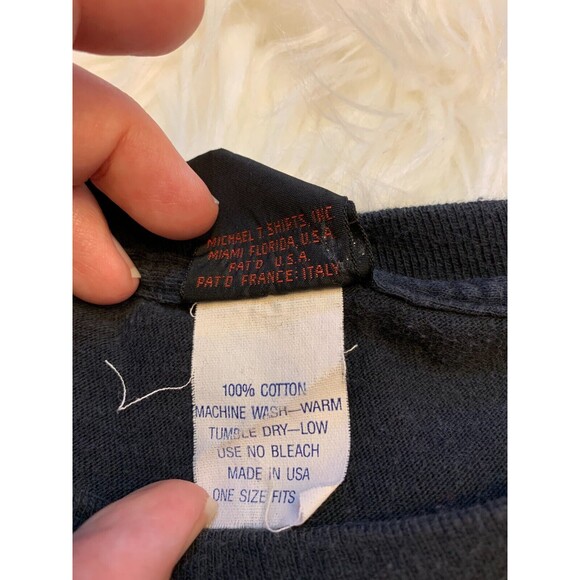 MICHAEL T SHIRTS, INC
MIAMI FLORIDA, U.S.A.
PAT'D U.S.A.
PAT'D FRANCE: ITALY
100% COTTON
MACHINE WASH—WARM
TUMBLE DRY—LOW
USE NO BLEACH
MADE IN USA
ONE SIZE FITS